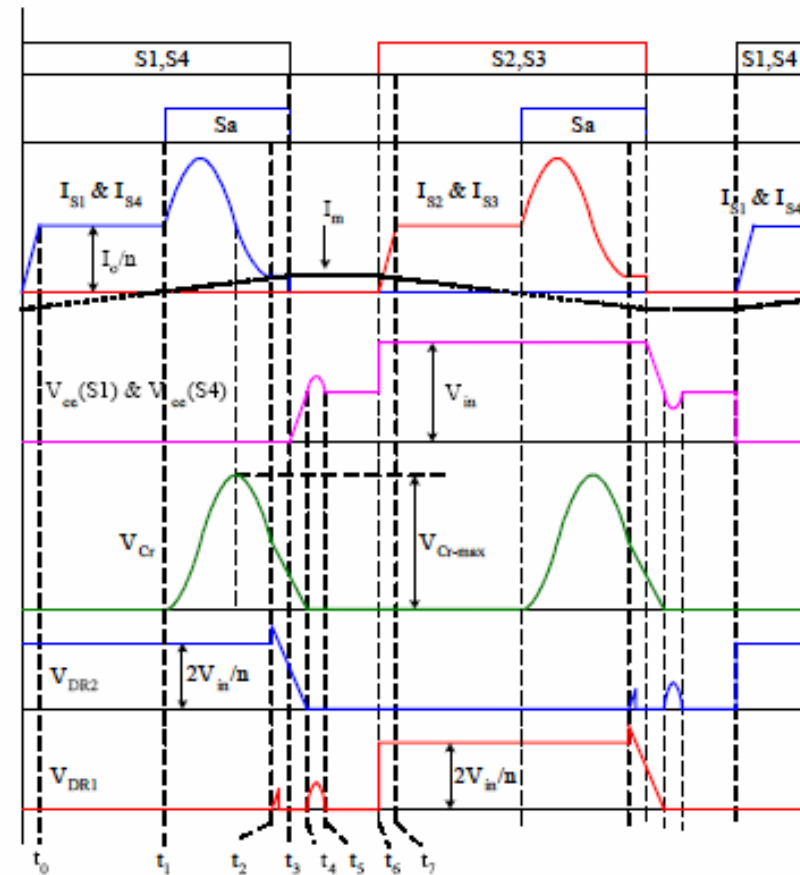 S1,S4 S2,S3 S1,S4
Sa Sa
I_S1 & I_S4 I_m I_S2 & I_S3 I_S1 & I_S4
I_o/n
V_ce(S1) & V_ce(S4) V_in
V_Cr V_Cr-max
V_DR2 2V_in/n
V_DR1 2V_in/n
t_0 t_1 t_2 t_3 t_4 t_5 t_6 t_7